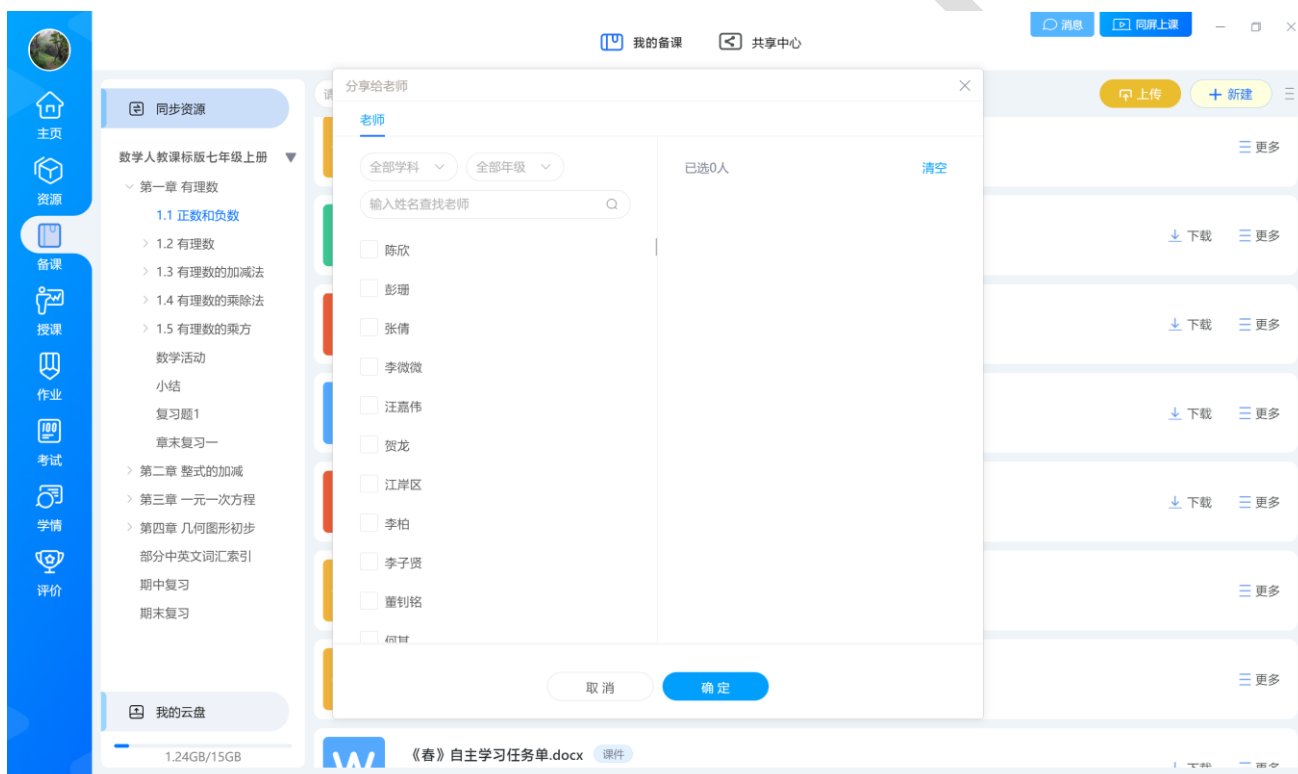 消息
同屏上课
我的备课
共享中心
主页
资源
备课
授课
作业
考试
学情
评价
同步资源
数学人教课标版七年级上册
第一章 有理数
1.1 正数和负数
1.2 有理数
1.3 有理数的加减法
1.4 有理数的乘除法
1.5 有理数的乘方
数学活动
小结
复习题1
章末复习一
第二章 整式的加减
第三章 一元一次方程
第四章 几何图形初步
部分中英文词汇索引
期中复习
期末复习
我的云盘
1.24GB/15GB
分享给老师
老师
全部学科
全部年级
输入姓名查找老师
陈欣
彭珊
张倩
李微微
汪嘉伟
贺龙
江岸区
李柏
李子贤
董钊铭
已选0人
清空
取消
确定
上传
新建
更多
下载 更多
下载 更多
下载 更多
下载 更多
更多
更多
《春》自主学习任务单.docx 课件
下载 更多